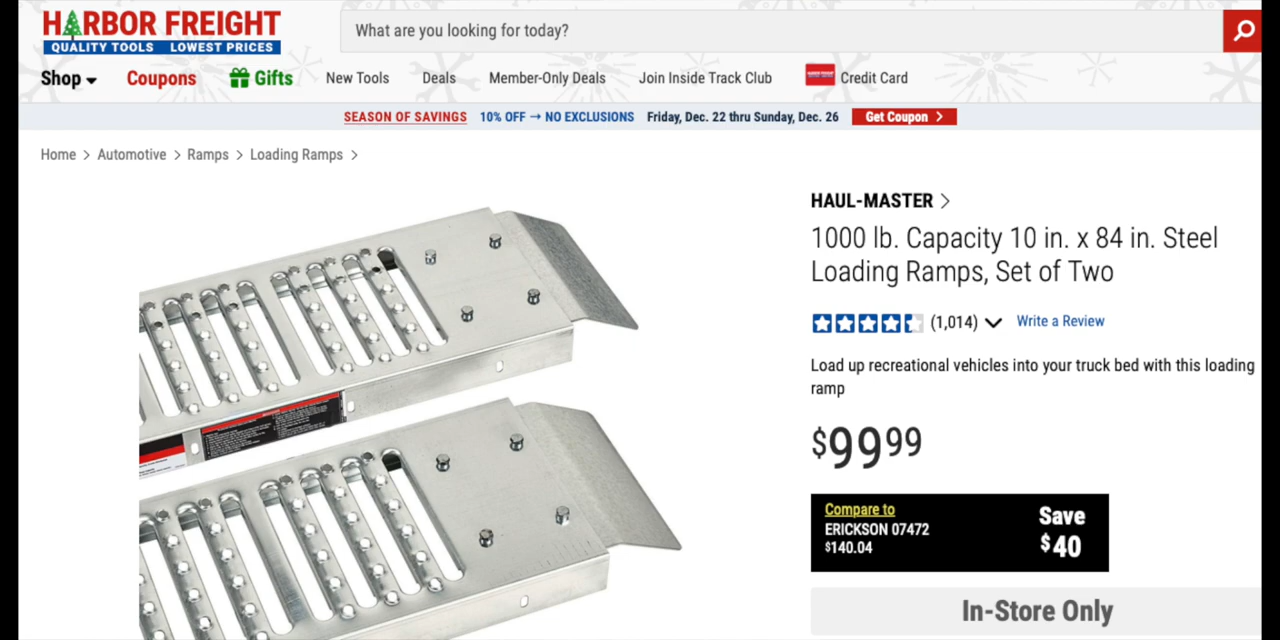 HARBOR FREIGHT
QUALITY TOOLS LOWEST PRICES
What are you looking for today?
Shop
Coupons
Gifts
New Tools
Deals
Member-Only Deals
Join Inside Track Club
Credit Card
SEASON OF SAVINGS 10% OFF → NO EXCLUSIONS Friday, Dec. 22 thru Sunday, Dec. 26 Get Coupon >
Home > Automotive > Ramps > Loading Ramps >
HAUL-MASTER >
1000 lb. Capacity 10 in. x 84 in. Steel
Loading Ramps, Set of Two
(1,014)
Write a Review
Load up recreational vehicles into your truck bed with this loading
ramp
$99 99
Compare to
ERICKSON 07472
$140.04
Save
$40
In-Store Only